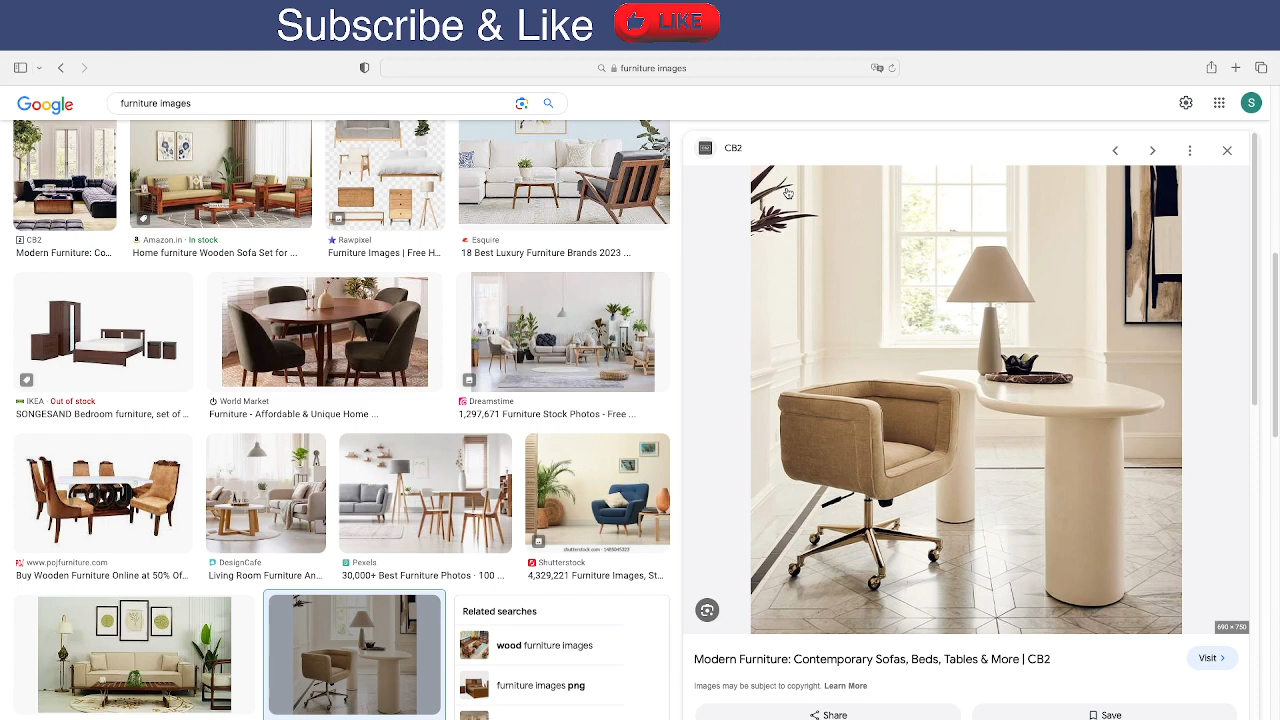 Subscribe & Like
LIKE
furniture images
Google
furniture images
S
CB2
CB2
Modern Furniture: Co...
Amazon.in · In stock
Home furniture Wooden Sofa Set for ...
Rawpixel
Furniture Images | Free H...
Esquire
18 Best Luxury Furniture Brands 2023 ...
IKEA · Out of stock
SONGESAND Bedroom furniture, set of ...
World Market
Furniture - Affordable & Unique Home ...
Dreamstime
1,297,671 Furniture Stock Photos - Free ...
www.pojfurniture.com
Buy Wooden Furniture Online at 50% Of...
DesignCafe
Living Room Furniture An...
Pexels
30,000+ Best Furniture Photos · 100 ...
shutterstock.com · 1485045323
Shutterstock
4,329,221 Furniture Images, St...
Related searches
wood furniture images
furniture images png
690 × 750
Modern Furniture: Contemporary Sofas, Beds, Tables & More | CB2
Visit >
Images may be subject to copyright. Learn More
Share
Save